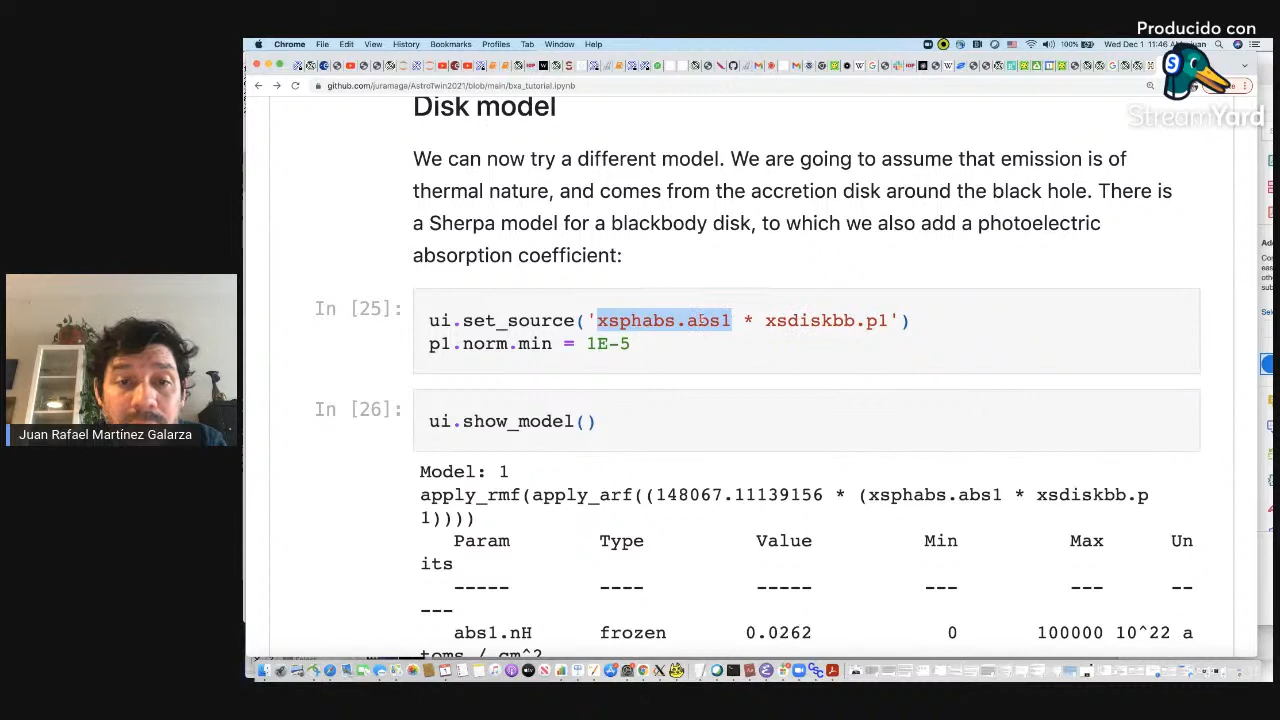 Producido con
StreamYard
Chrome File Edit View History Bookmarks Profiles Tab Window Help
100% Wed Dec 1 11:46 AM
github.com/juramaga/AstroTwin2021/blob/main/bxa_tutorial.ipynb
Disk model
We can now try a different model. We are going to assume that emission is of
thermal nature, and comes from the accretion disk around the black hole. There is
a Sherpa model for a blackbody disk, to which we also add a photoelectric
absorption coefficient:
In [25]:
ui.set_source('xsphabs.abs1 * xsdiskbb.p1')
p1.norm.min = 1E-5
In [26]:
ui.show_model()
Model: 1
apply_rmf(apply_arf((148067.11139156 * (xsphabs.abs1 * xsdiskbb.p
1))))
Param Type Value Min Max Un
its
----- ---- ----- --- --- --
---
abs1.nH frozen 0.0262 0 100000 10^22 a
toms / cm^2
Juan Rafael Martínez Galarza